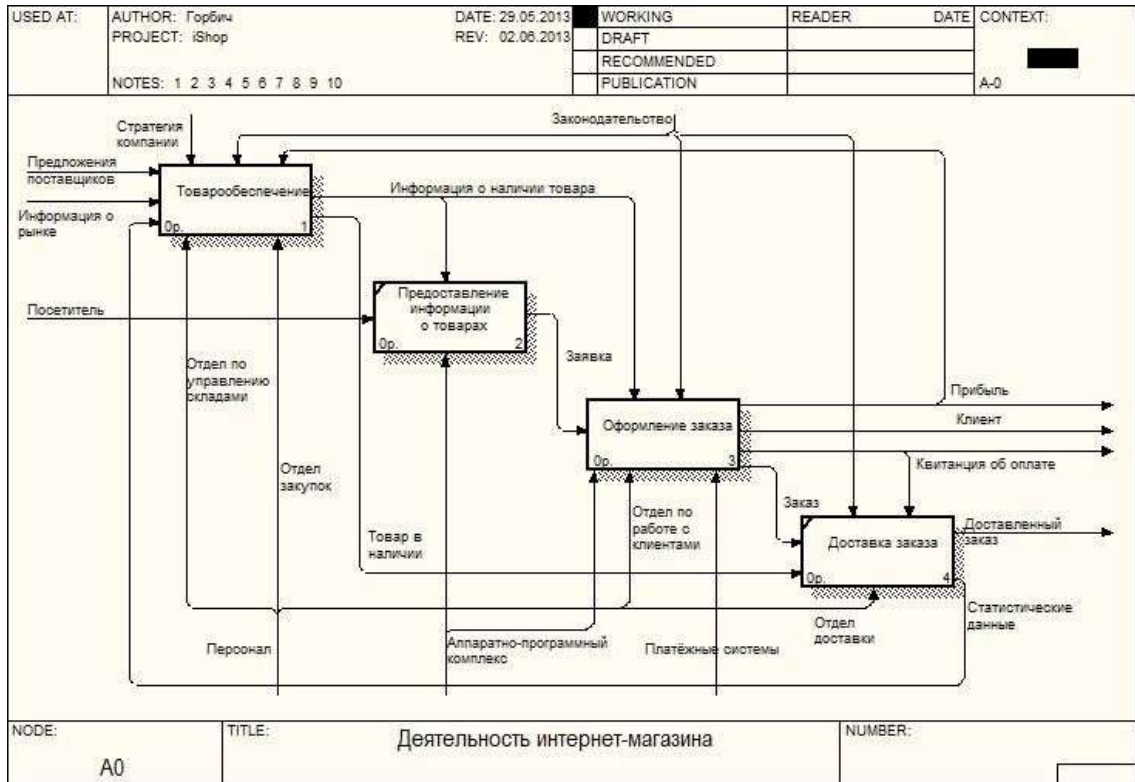 USED AT:
AUTHOR: Горбич
DATE: 29.05.2013
WORKING
READER
DATE
CONTEXT:
PROJECT: iShop
REV: 02.06.2013
DRAFT
RECOMMENDED
NOTES: 1 2 3 4 5 6 7 8 9 10
PUBLICATION
A-0
Стратегия
компании
Законодательство
Предложения
поставщиков
Товарообеспечение
0р.
1
Информация о наличии товара
Информация о
рынке
Посетитель
Предоставление
информации
о товарах
0р.
2
Заявка
Отдел по
управлению
складами
Прибыль
Клиент
Оформление заказа
0р.
3
Квитанция об оплате
Отдел
закупок
Заказ
Отдел по
работе с
клиентами
Товар в
наличии
Доставка заказа
0р.
4
Доставленный
заказ
Статистические
данные
Отдел
доставки
Персонал
Аппаратно-программный
комплекс
Платёжные системы
NODE:
A0
TITLE:
Деятельность интернет-магазина
NUMBER: